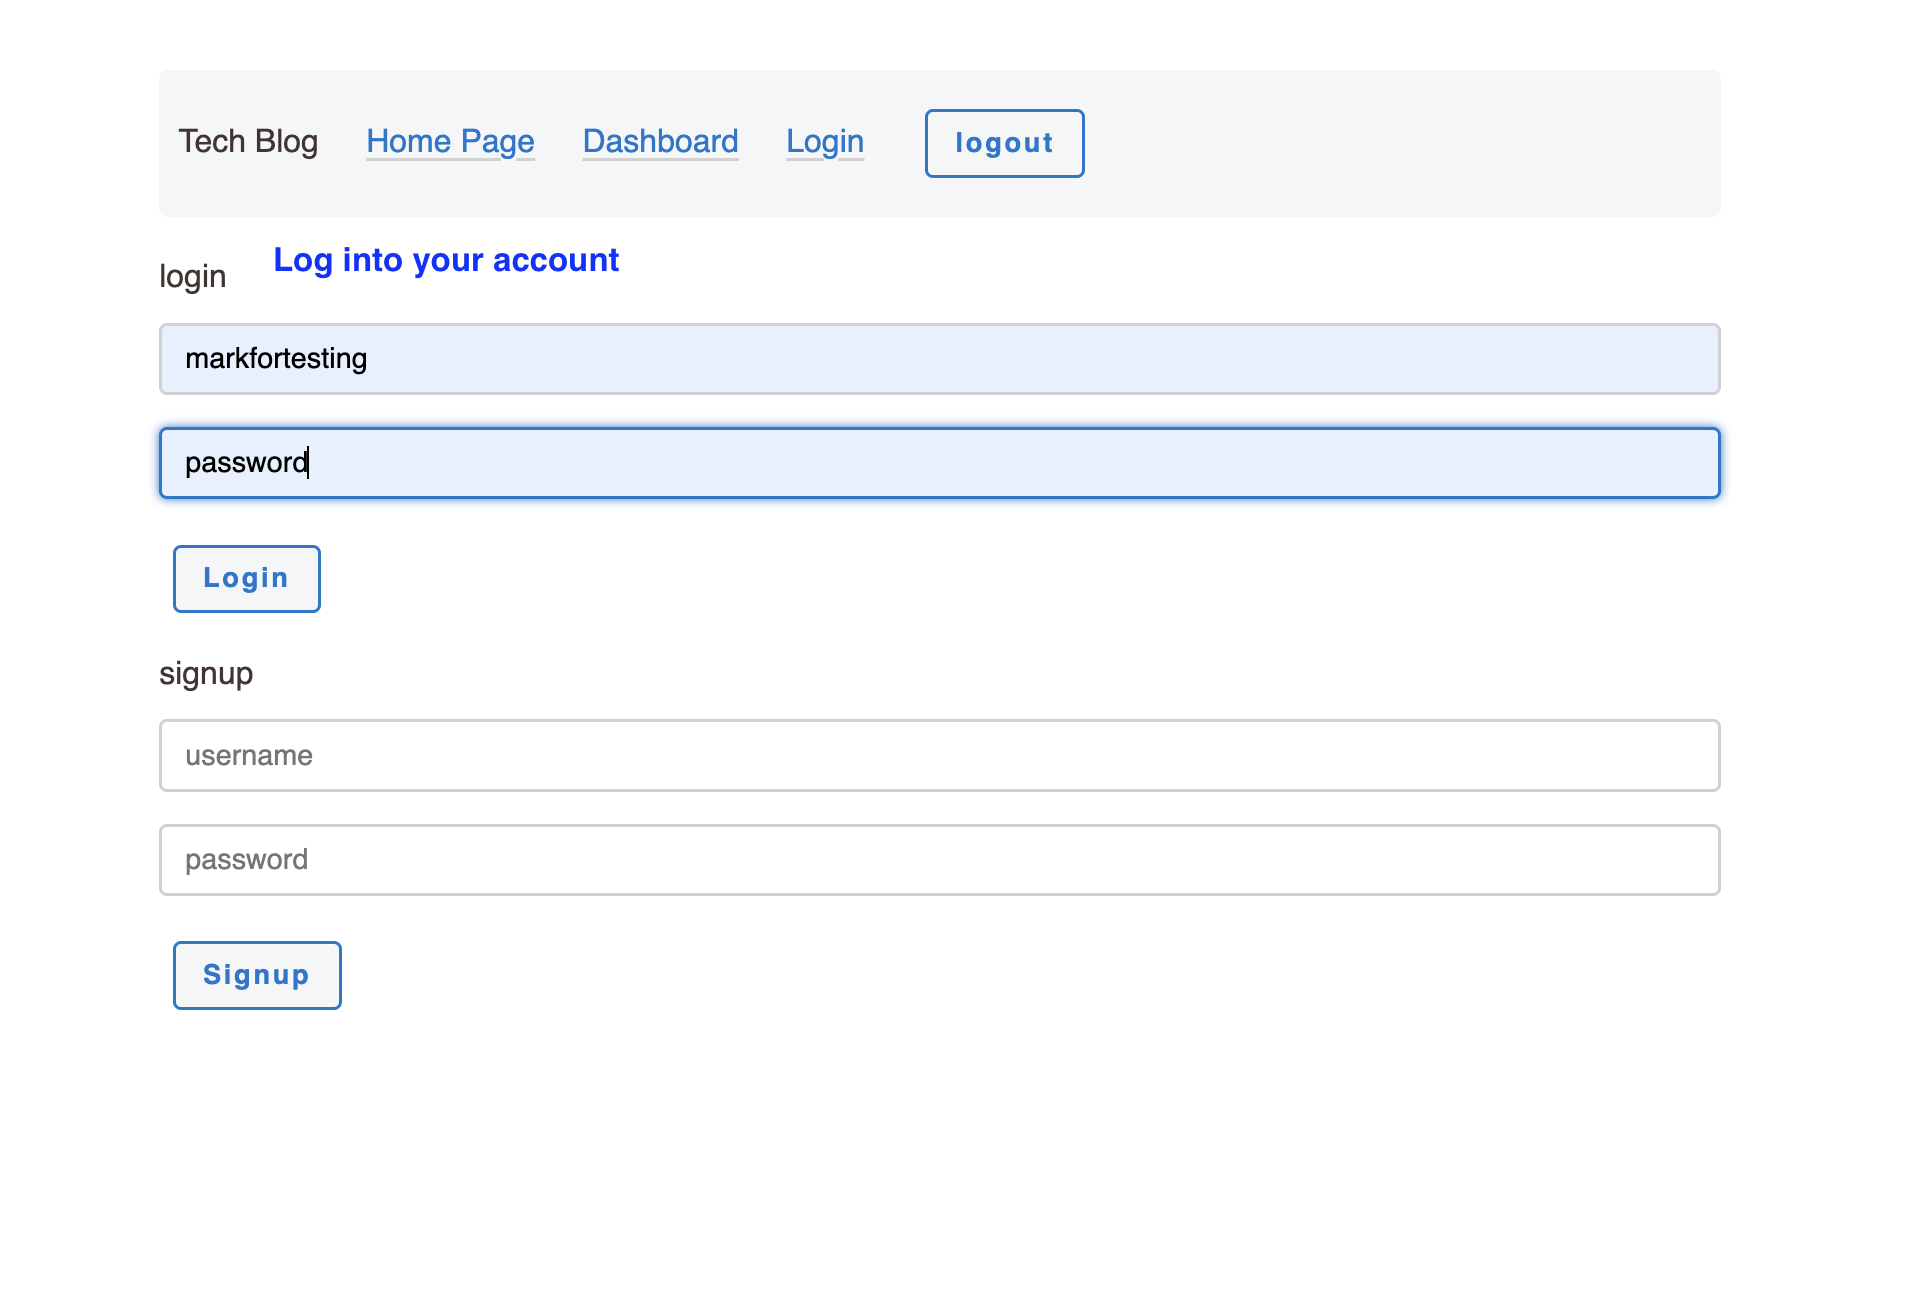 Tech Blog Home Page Dashboard Login logout
login Log into your account
markfortesting
password
Login
signup
username
password
Signup